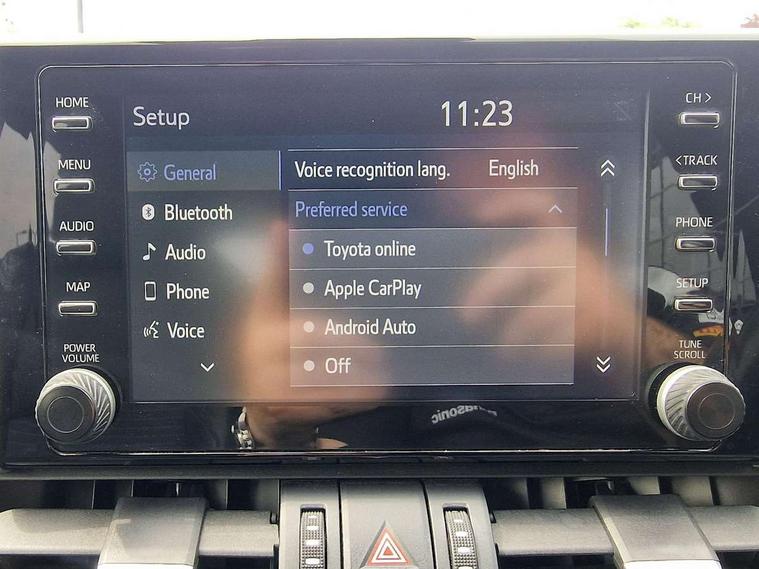 HOME
MENU
AUDIO
MAP
POWER
VOLUME
Setup
11:23
General
Bluetooth
Audio
Phone
Voice
Voice recognition lang. English
Preferred service
Toyota online
Apple CarPlay
Android Auto
Off
CH >
< TRACK
PHONE
SETUP
TUNE
SCROLL
Panasonic